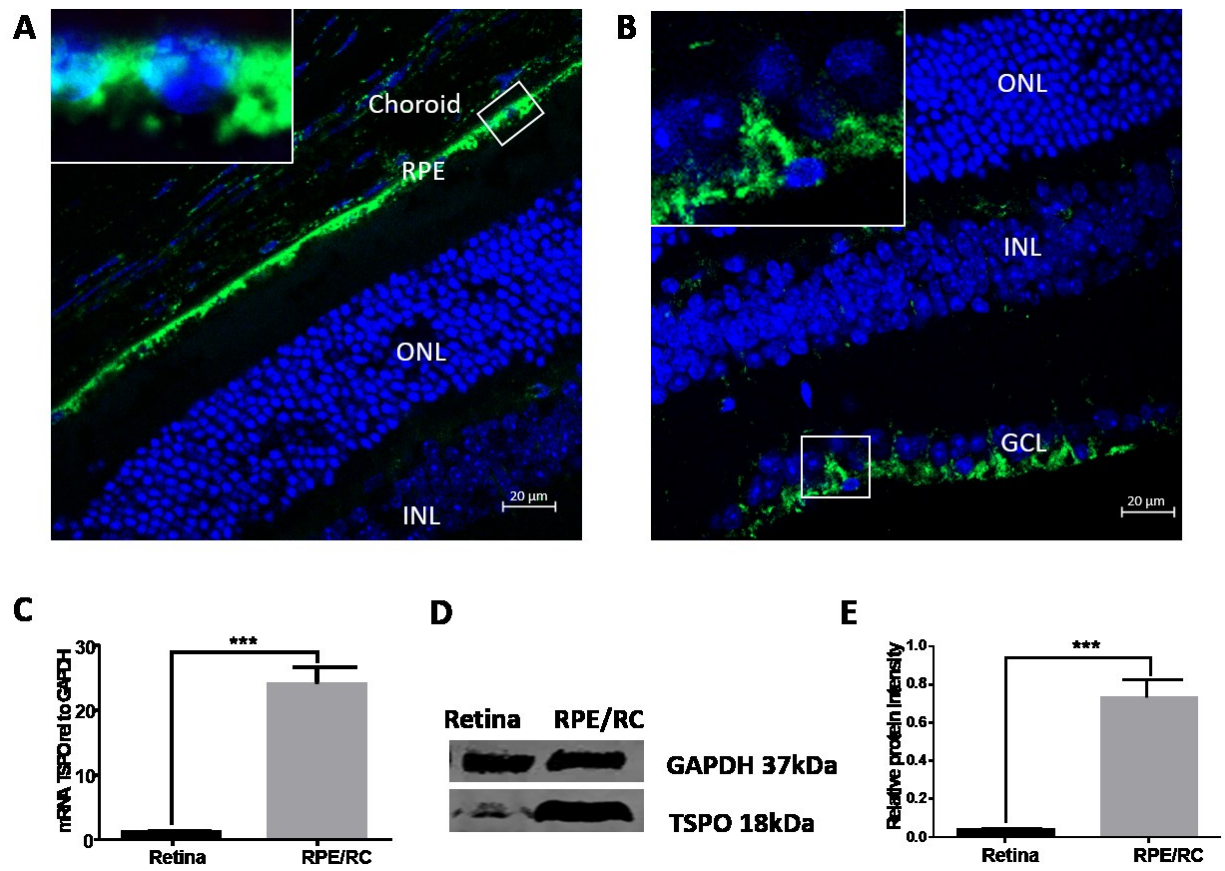 A
Choroid
RPE
ONL
INL
20 µm
B
ONL
INL
GCL
20 µm
C
mRNA TSPO rel to GAPDH
30
20
10
0
***
Retina
RPE/RC
D
Retina RPE/RC
GAPDH 37kDa
TSPO 18kDa
E
Relative protein intensity
1.0
0.8
0.6
0.4
0.2
0.0
***
Retina
RPE/RC